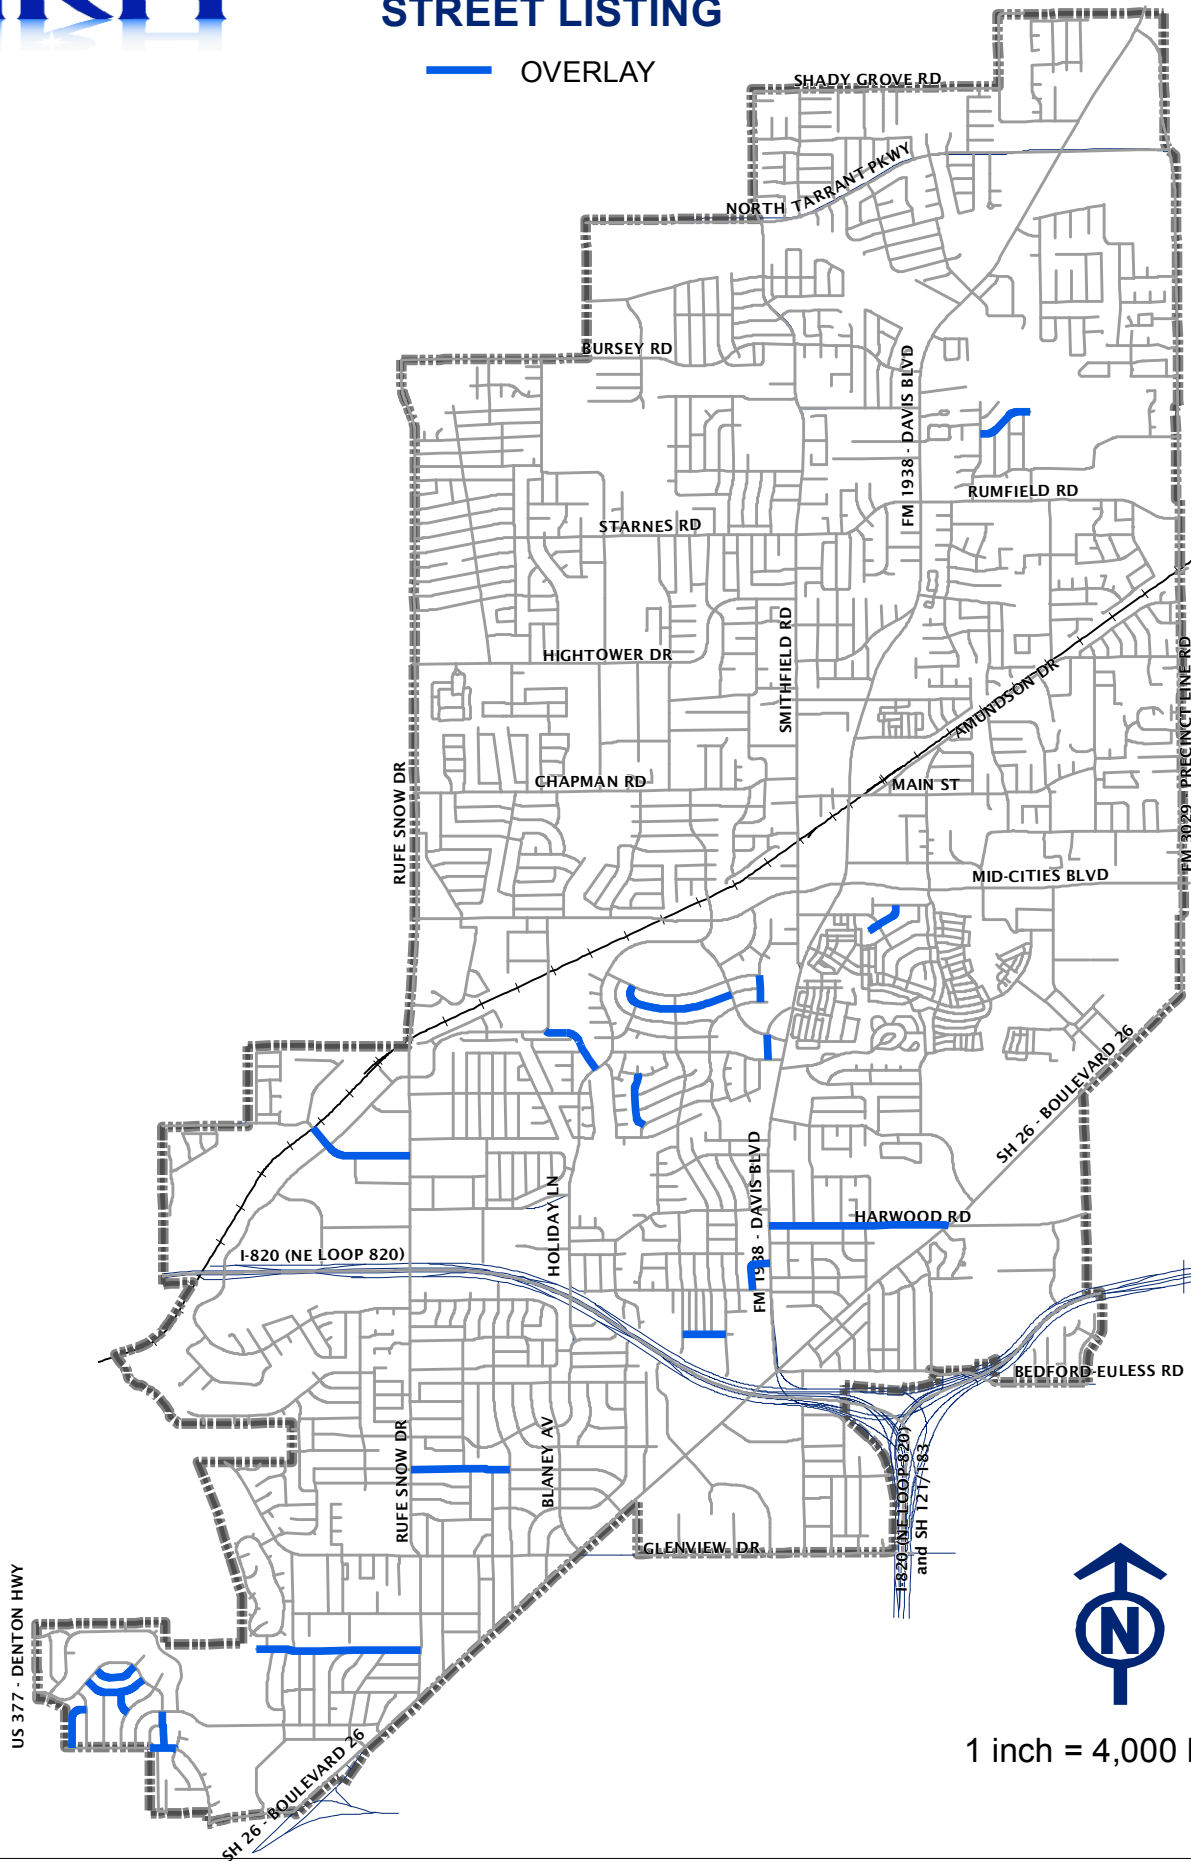 STREET LISTING
OVERLAY
SHADY GROVE RD
NORTH TARRANT PKWY
BURSEY RD
FM 1938 - DAVIS BLVD
RUMFIELD RD
STARNES RD
SMITHFIELD RD
HIGHTOWER DR
AMUNDSON DR
FM 3029 - PRECINCT LINE RD
CHAPMAN RD
MAIN ST
RUFE SNOW DR
MID-CITIES BLVD
SH 26 - BOULEVARD 26
FM 1938 - DAVIS BLVD
HOLIDAY LN
HARWOOD RD
I-820 (NE LOOP 820)
BEDFORD-EULESS RD
RUFE SNOW DR
BLANEY AV
I-820 (NE LOOP 820)
and SH 121/183
GLENVIEW DR
US 377 - DENTON HWY
N
SH 26 - BOULEVARD 26
1 inch = 4,000